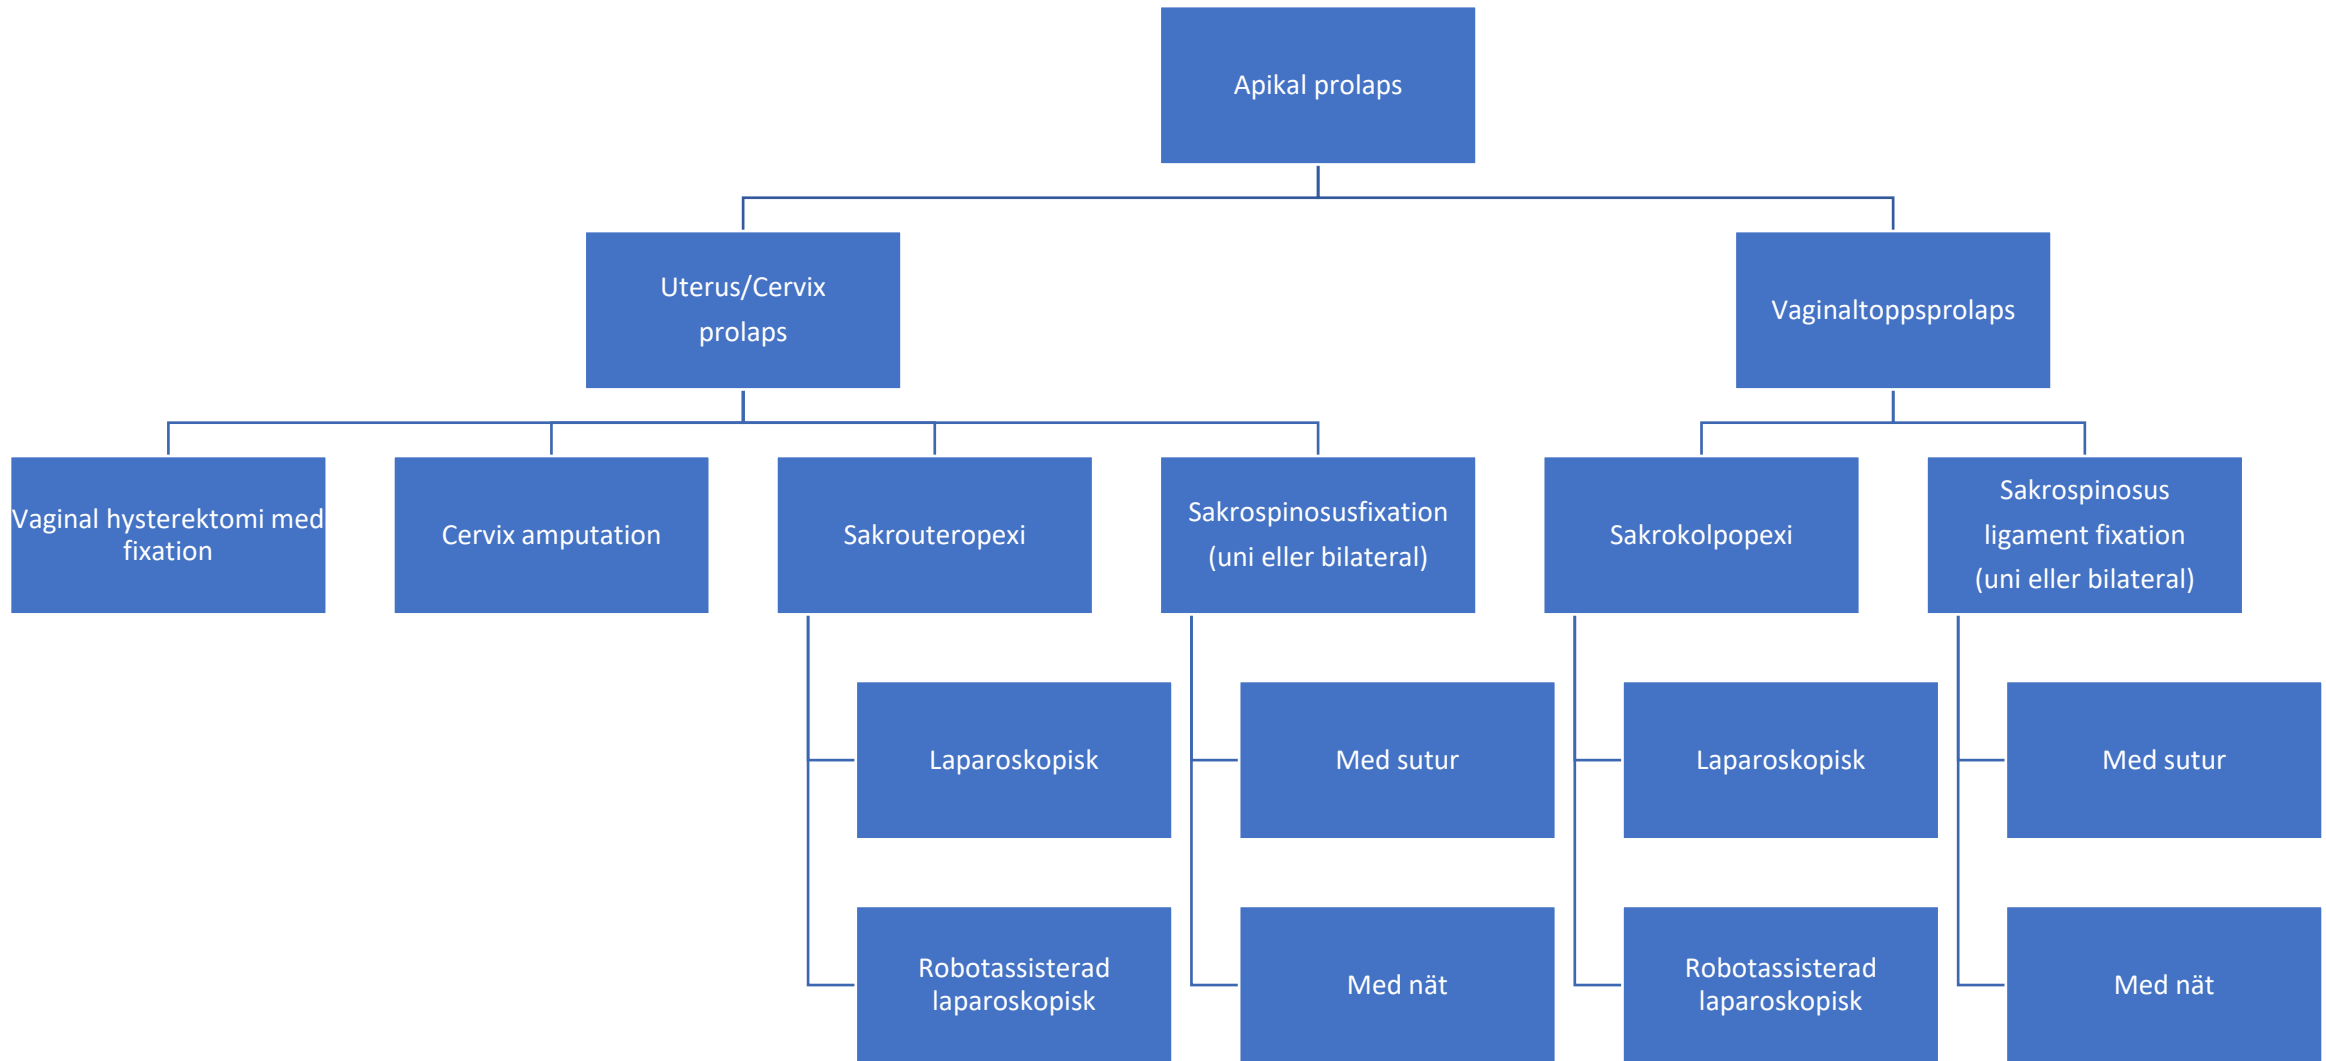 Apikal prolaps
Uterus/Cervix
prolaps
Vaginaltoppsprolaps
Vaginal hysterektomi med
fixation
Cervix amputation
Sakrouteropexi
Sakrospinosusfixation
(uni eller bilateral)
Sakrokolpopexi
Sakrospinosus
ligament fixation
(uni eller bilateral)
Laparoskopisk
Med sutur
Laparoskopisk
Med sutur
Robotassisterad
laparoskopisk
Med nät
Robotassisterad
laparoskopisk
Med nät